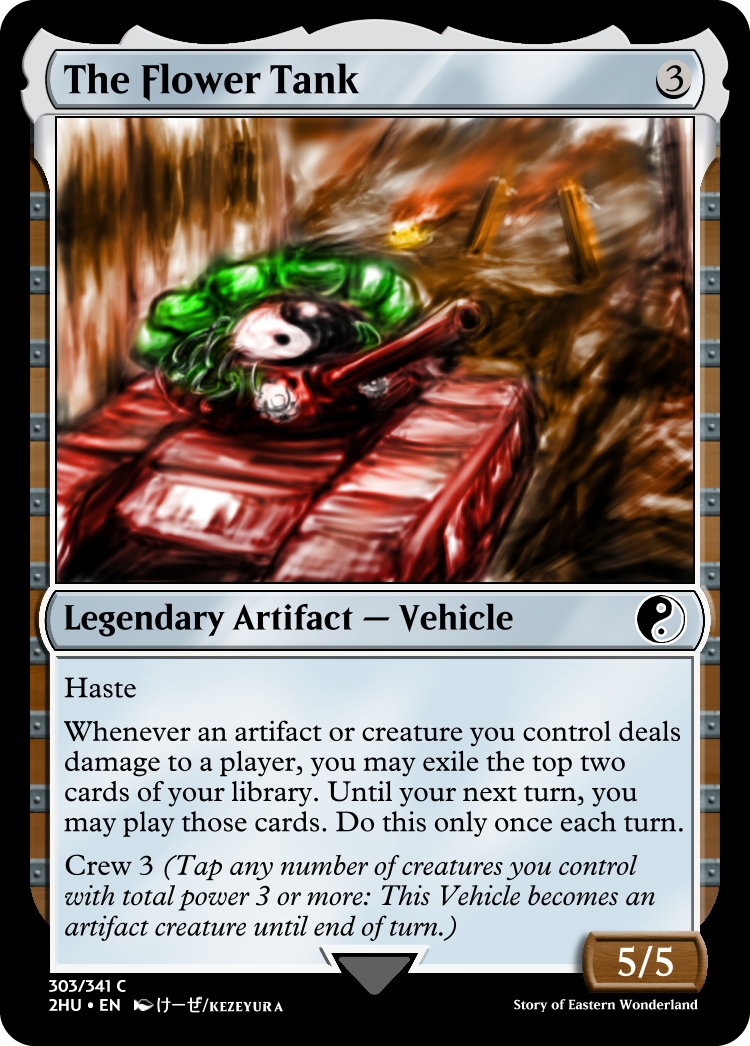 The Flower Tank
3
Legendary Artifact — Vehicle
Haste
Whenever an artifact or creature you control deals
damage to a player, you may exile the top two
cards of your library. Until your next turn, you
may play those cards. Do this only once each turn.
Crew 3 (Tap any number of creatures you control
with total power 3 or more: This Vehicle becomes an
artifact creature until end of turn.)
5/5
303/341 C
2HU • EN けーぜ/KEZEYURA
Story of Eastern Wonderland